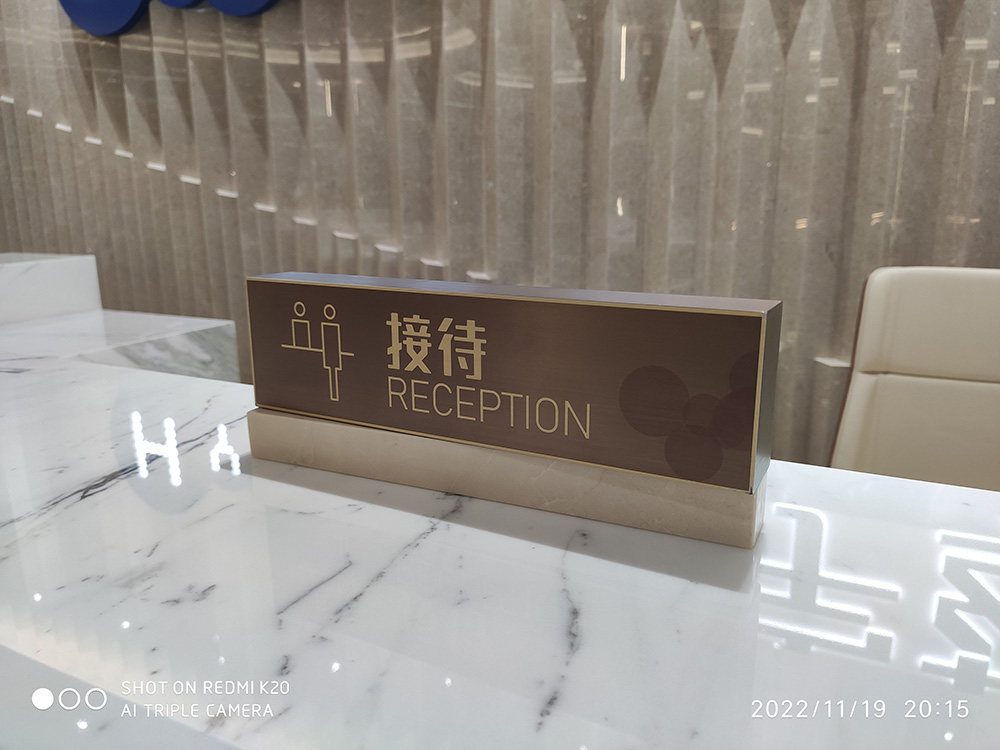 接待
RECEPTION
SHOT ON REDMI K20
AI TRIPLE CAMERA
2022/11/19 20:15